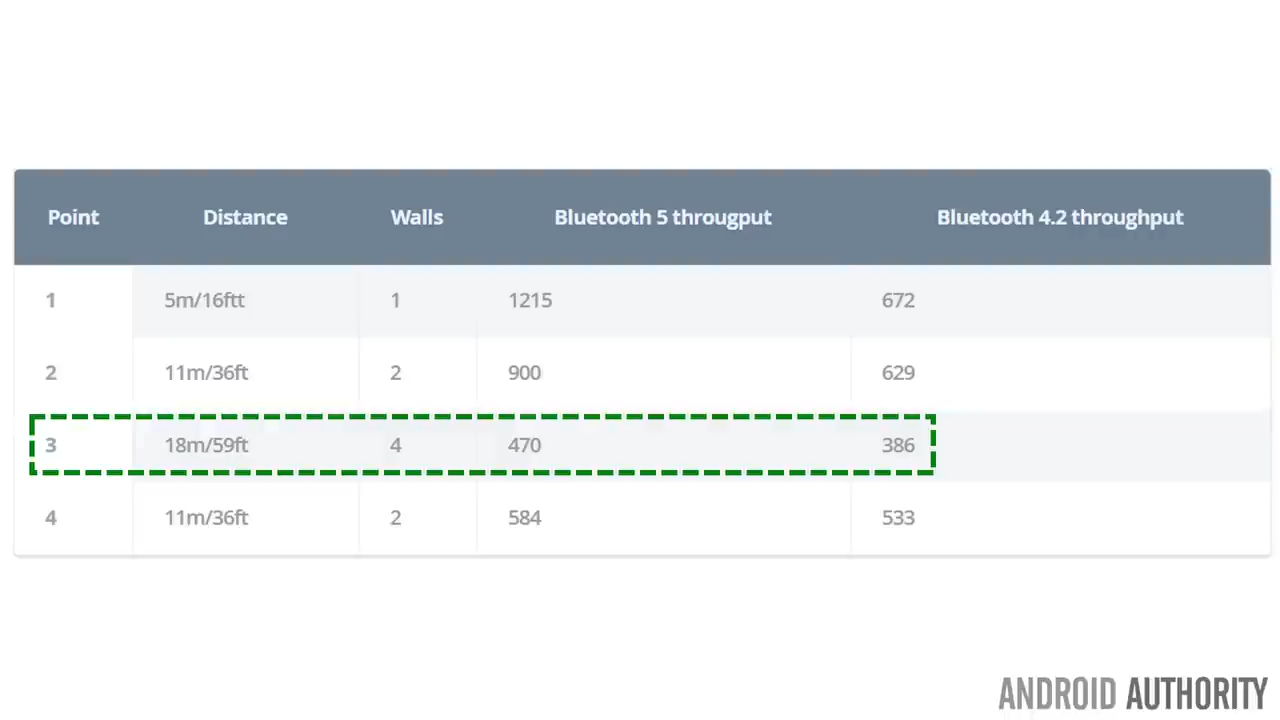 Point Distance Walls Bluetooth 5 througput Bluetooth 4.2 throughput
1 5m/16ftt 1 1215 672
2 11m/36ft 2 900 629
3 18m/59ft 4 470 386
4 11m/36ft 2 584 533
ANDROID AUTHORITY